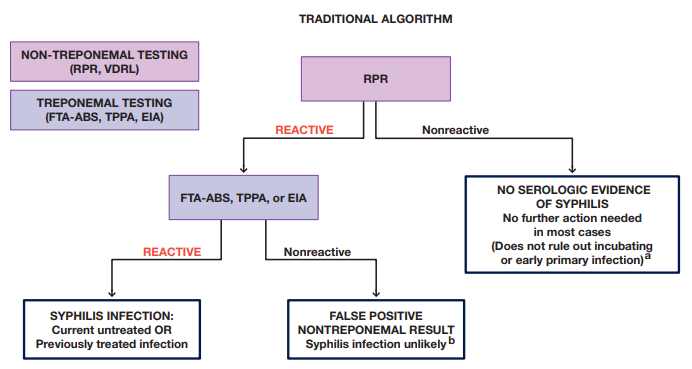 TRADITIONAL ALGORITHM
NON-TREPONEMAL TESTING
(RPR, VDRL)
TREPONEMAL TESTING
(FTA-ABS, TPPA, EIA)
RPR
REACTIVE
Nonreactive
FTA-ABS, TPPA, or EIA
NO SEROLOGIC EVIDENCE
OF SYPHILIS
No further action needed
in most cases
(Does not rule out incubating
or early primary infection)a
REACTIVE
Nonreactive
SYPHILIS INFECTION:
Current untreated OR
Previously treated infection
FALSE POSITIVE
NONTREPONEMAL RESULT
Syphilis infection unlikely b